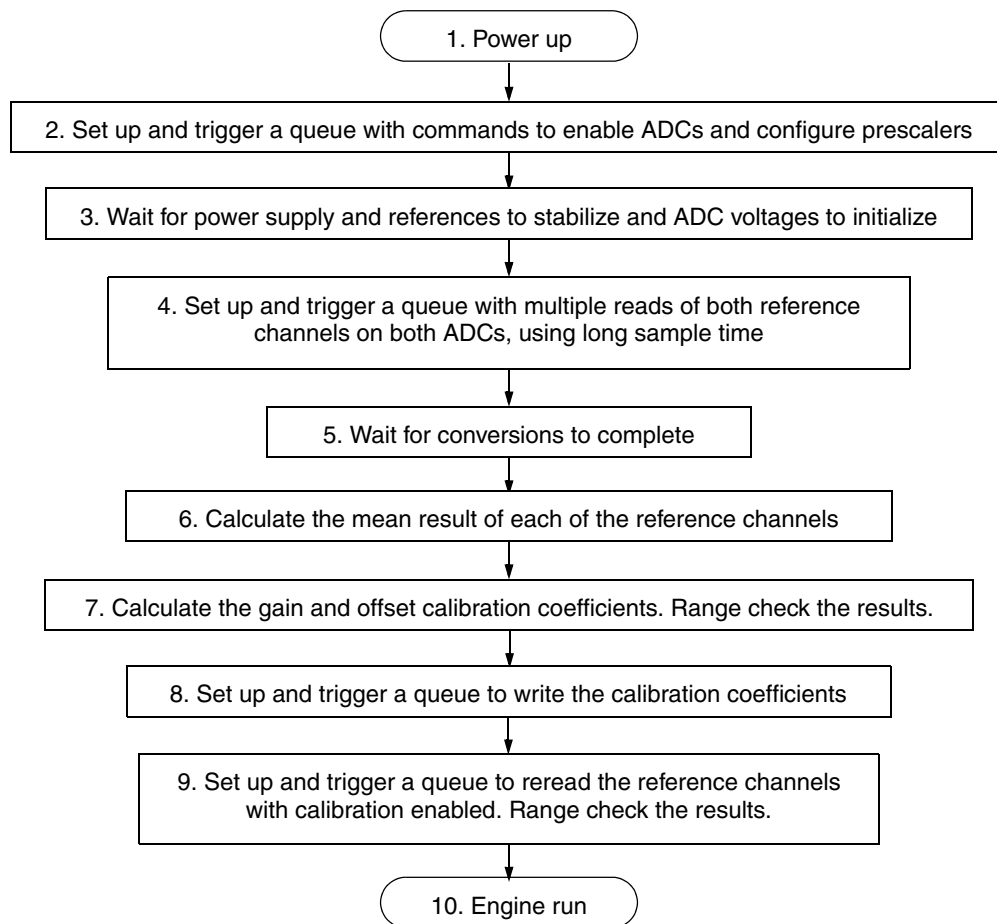 1. Power up
2. Set up and trigger a queue with commands to enable ADCs and configure prescalers
3. Wait for power supply and references to stabilize and ADC voltages to initialize
4. Set up and trigger a queue with multiple reads of both reference
channels on both ADCs, using long sample time
5. Wait for conversions to complete
6. Calculate the mean result of each of the reference channels
7. Calculate the gain and offset calibration coefficients. Range check the results.
8. Set up and trigger a queue to write the calibration coefficients
9. Set up and trigger a queue to reread the reference channels
with calibration enabled. Range check the results.
10. Engine run